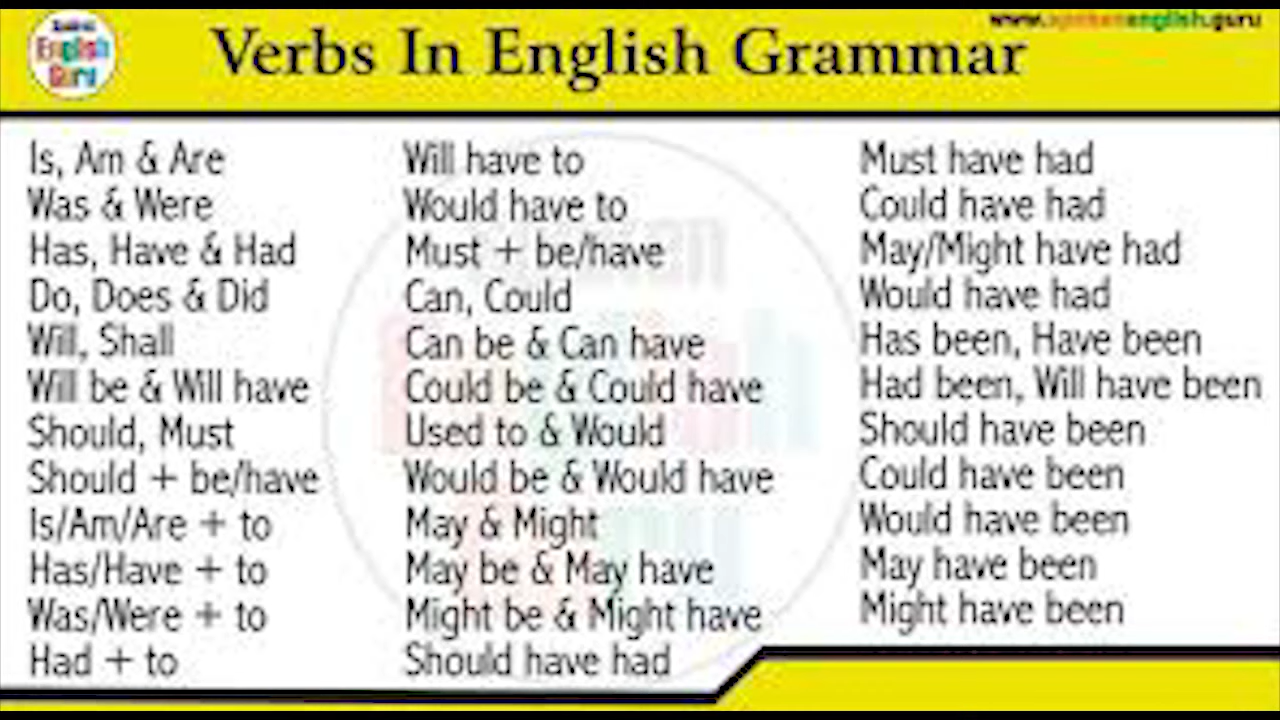 www.spokenenglish.guru
English
Guru
Verbs In English Grammar
Is, Am & Are
Was & Were
Has, Have & Had
Do, Does & Did
Will, Shall
Will be & Will have
Should, Must
Should + be/have
Is/Am/Are + to
Has/Have + to
Was/Were + to
Had + to
Will have to
Would have to
Must + be/have
Can, Could
Can be & Can have
Could be & Could have
Used to & Would
Would be & Would have
May & Might
May be & May have
Might be & Might have
Should have had
Must have had
Could have had
May/Might have had
Would have had
Has been, Have been
Had been, Will have been
Should have been
Could have been
Would have been
May have been
Might have been